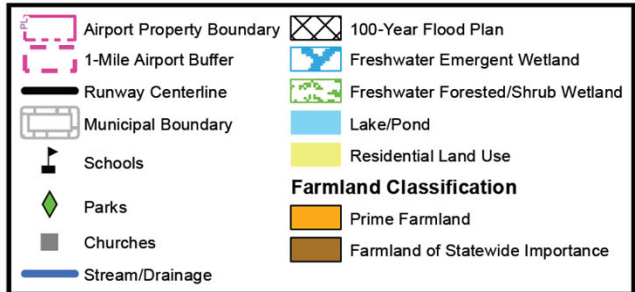 PL
Airport Property Boundary
1-Mile Airport Buffer
Runway Centerline
Municipal Boundary
Schools
Parks
Churches
Stream/Drainage
100-Year Flood Plan
Freshwater Emergent Wetland
Freshwater Forested/Shrub Wetland
Lake/Pond
Residential Land Use
Farmland Classification
Prime Farmland
Farmland of Statewide Importance